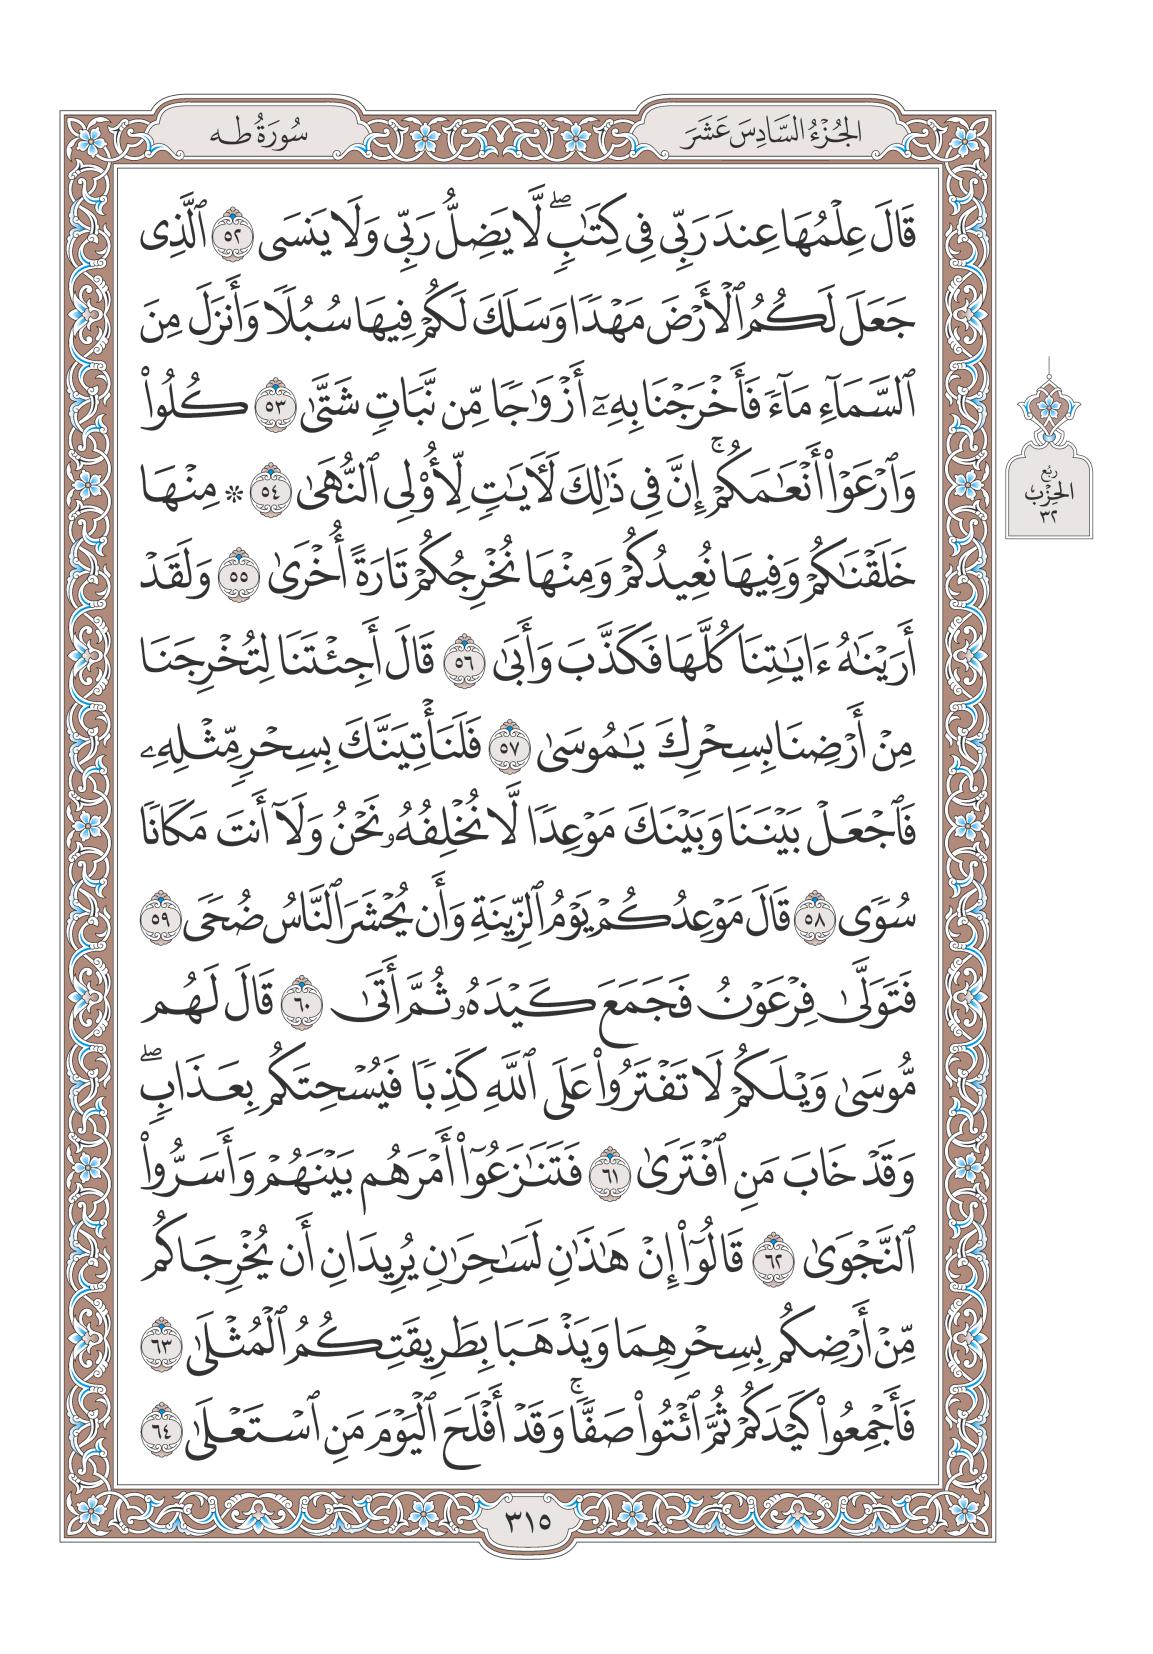 الجُزْءُ السَّادِسَ عَشَرَ
سُورَةُ طه
قَالَ عِلْمُهَا عِندَ رَبِّي فِي كِتَٰبٖۖ لَّا يَضِلُّ رَبِّي وَلَا يَنسَى ٥٢ ٱلَّذِي
جَعَلَ لَكُمُ ٱلۡأَرۡضَ مَهۡدٗا وَسَلَكَ لَكُمۡ فِيهَا سُبُلٗا وَأَنزَلَ مِنَ
ٱلسَّمَآءِ مَآءٗ فَأَخۡرَجۡنَا بِهِۦٓ أَزۡوَٰجٗا مِّن نَّبَاتٖ شَتَّىٰ ٥٣ كُلُواْ
وَٱرۡعَوۡاْ أَنۡعَٰمَكُمۡۚ إِنَّ فِي ذَٰلِكَ لَأٓيَٰتٖ لِّأُوْلِي ٱلنُّهَىٰ ٥٤ ۞ مِنۡهَا
خَلَقۡنَٰكُمۡ وَفِيهَا نُعِيدُكُمۡ وَمِنۡهَا نُخۡرِجُكُمۡ تَارَةً أُخۡرَىٰ ٥٥ وَلَقَدۡ
أَرَيۡنَٰهُ ءَايَٰتِنَا كُلَّهَا فَكَذَّبَ وَأَبَىٰ ٥٦ قَالَ أَجِئۡتَنَا لِتُخۡرِجَنَا
مِنۡ أَرۡضِنَا بِسِحۡرِكَ يَٰمُوسَىٰ ٥٧ فَلَنَأۡتِيَنَّكَ بِسِحۡرٖ مِّثۡلِهِۦ
فَٱجۡعَلۡ بَيۡنَنَا وَبَيۡنَكَ مَوۡعِدٗا لَّا نُخۡلِفُهُۥ نَحۡنُ وَلَآ أَنتَ مَكَانٗا
سُوٗى ٥٨ قَالَ مَوۡعِدُكُمۡ يَوۡمُ ٱلزِّينَةِ وَأَن يُحۡشَرَ ٱلنَّاسُ ضُحٗى ٥٩
فَتَوَلَّىٰ فِرۡعَوۡنُ فَجَمَعَ كَيۡدَهُۥ ثُمَّ أَتَىٰ ٦٠ قَالَ لَهُم
مُّوسَىٰ وَيۡلَكُمۡ لَا تَفۡتَرُواْ عَلَى ٱللَّهِ كَذِبٗا فَيُسۡحِتَكُم بِعَذَابٖۖ
وَقَدۡ خَابَ مَنِ ٱفۡتَرَىٰ ٦١ فَتَنَٰزَعُوٓاْ أَمۡرَهُم بَيۡنَهُمۡ وَأَسَرُّواْ
ٱلنَّجۡوَىٰ ٦٢ قَالُوٓاْ إِنۡ هَٰذَٰنِ لَسَٰحِرَٰنِ يُرِيدَانِ أَن يُخۡرِجَاكُم
مِّنۡ أَرۡضِكُم بِسِحۡرِهِمَا وَيَذۡهَبَا بِطَرِيقَتِكُمُ ٱلۡمُثۡلَىٰ ٦٣
فَأَجۡمِعُواْ كَيۡدَكُمۡ ثُمَّ ٱئۡتُواْ صَفّٗاۚ وَقَدۡ أَفۡلَحَ ٱلۡيَوۡمَ مَنِ ٱسۡتَعۡلَىٰ ٦٤
رُبْع
الحِزْب
٣٢
٣١٥